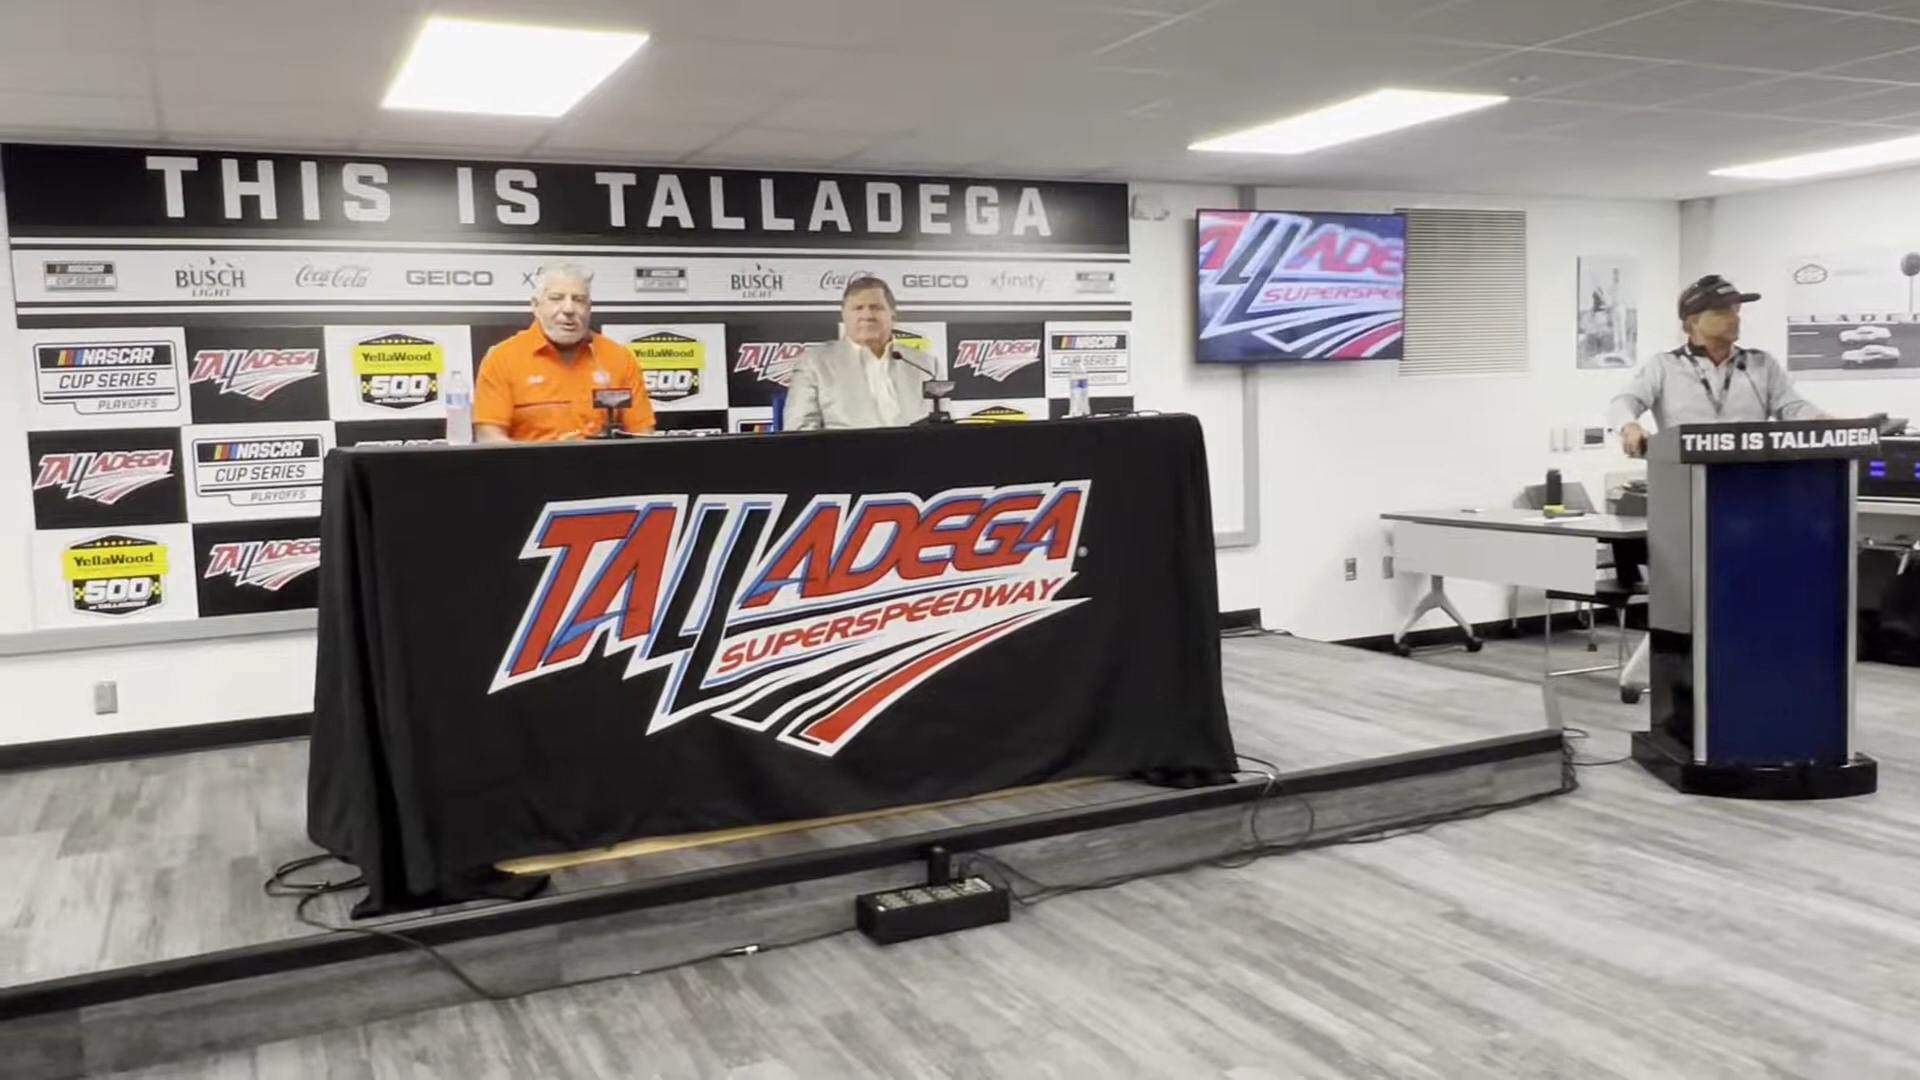 THIS IS TALLADEGA
NASCAR CUP SERIES
BUSCH LIGHT
Coca-Cola
GEICO
NASCAR CUP SERIES
BUSCH LIGHT
GEICO
xfinity
NASCAR CUP SERIES PLAYOFFS
TALLADEGA
YellaWood 500
YellaWood 500
TALLADEGA
NASCAR CUP SERIES PLAYOFFS
TALLADEGA
NASCAR CUP SERIES PLAYOFFS
YellaWood 500 AT TALLADEGA
TALLADEGA
TALLADEGA
SUPERSPEEDWAY
THIS IS TALLADEGA